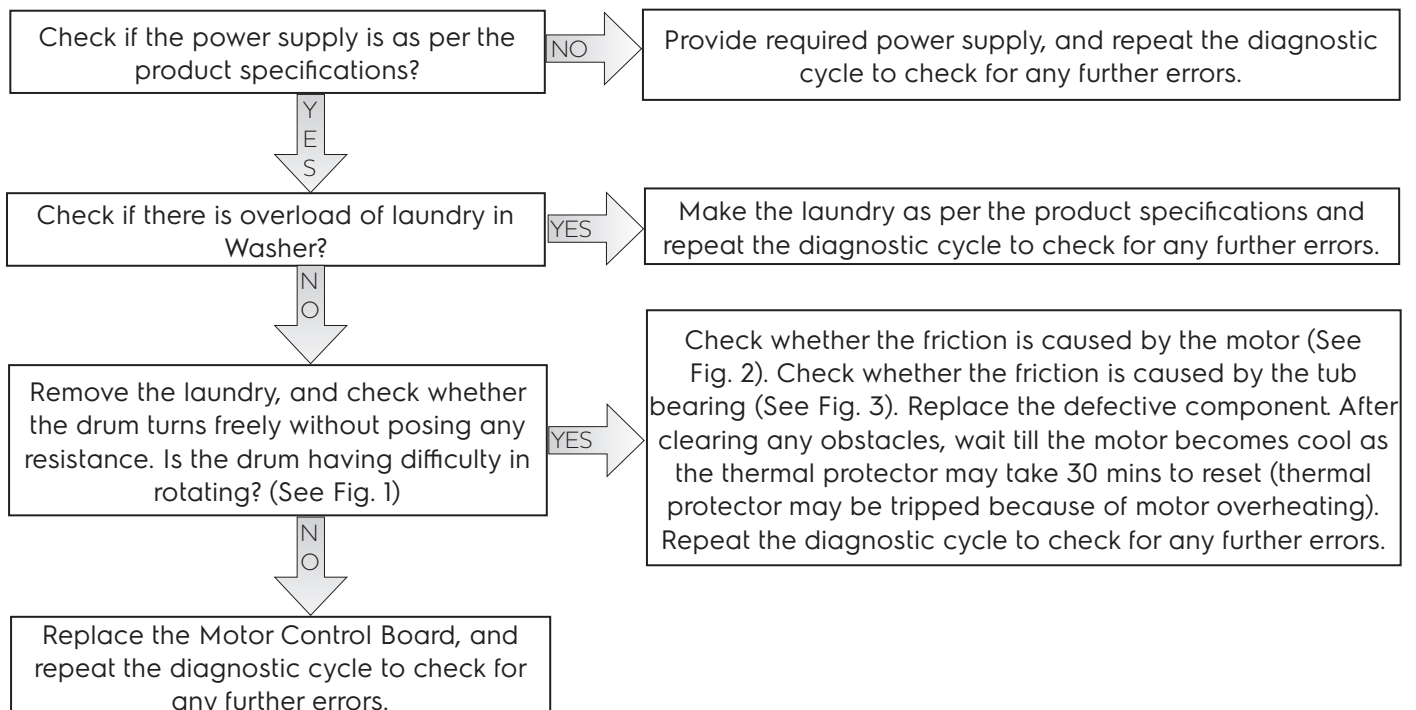 Check if the power supply is as per the
product specifications?
NO
Provide required power supply, and repeat the diagnostic
cycle to check for any further errors.
YES
Check if there is overload of laundry in
Washer?
YES
Make the laundry as per the product specifications and
repeat the diagnostic cycle to check for any further errors.
NO
Remove the laundry, and check whether
the drum turns freely without posing any
resistance. Is the drum having difficulty in
rotating? (See Fig. 1)
YES
Check whether the friction is caused by the motor (See
Fig. 2). Check whether the friction is caused by the tub
bearing (See Fig. 3). Replace the defective component. After
clearing any obstacles, wait till the motor becomes cool as
the thermal protector may take 30 mins to reset (thermal
protector may be tripped because of motor overheating).
Repeat the diagnostic cycle to check for any further errors.
NO
Replace the Motor Control Board, and
repeat the diagnostic cycle to check for
any further errors.